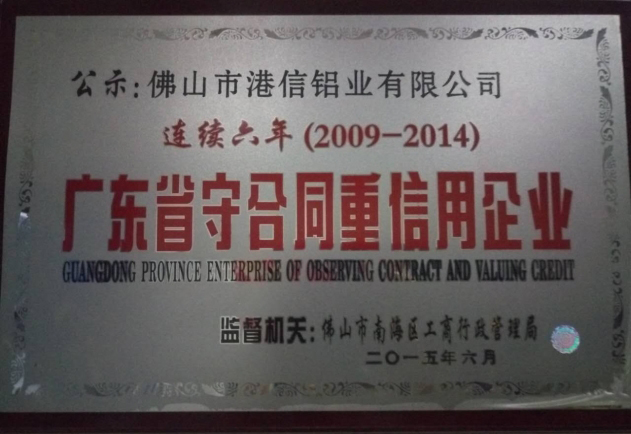 公示:佛山市港信铝业有限公司
连续六年(2009-2014)
广东省守合同重信用企业
GUANGDONG PROVINCE ENTERPRISE OF OBSERVING CONTRACT AND VALUING CREDIT
监督机关:佛山市南海区工商行政管理局
二〇一五年六月